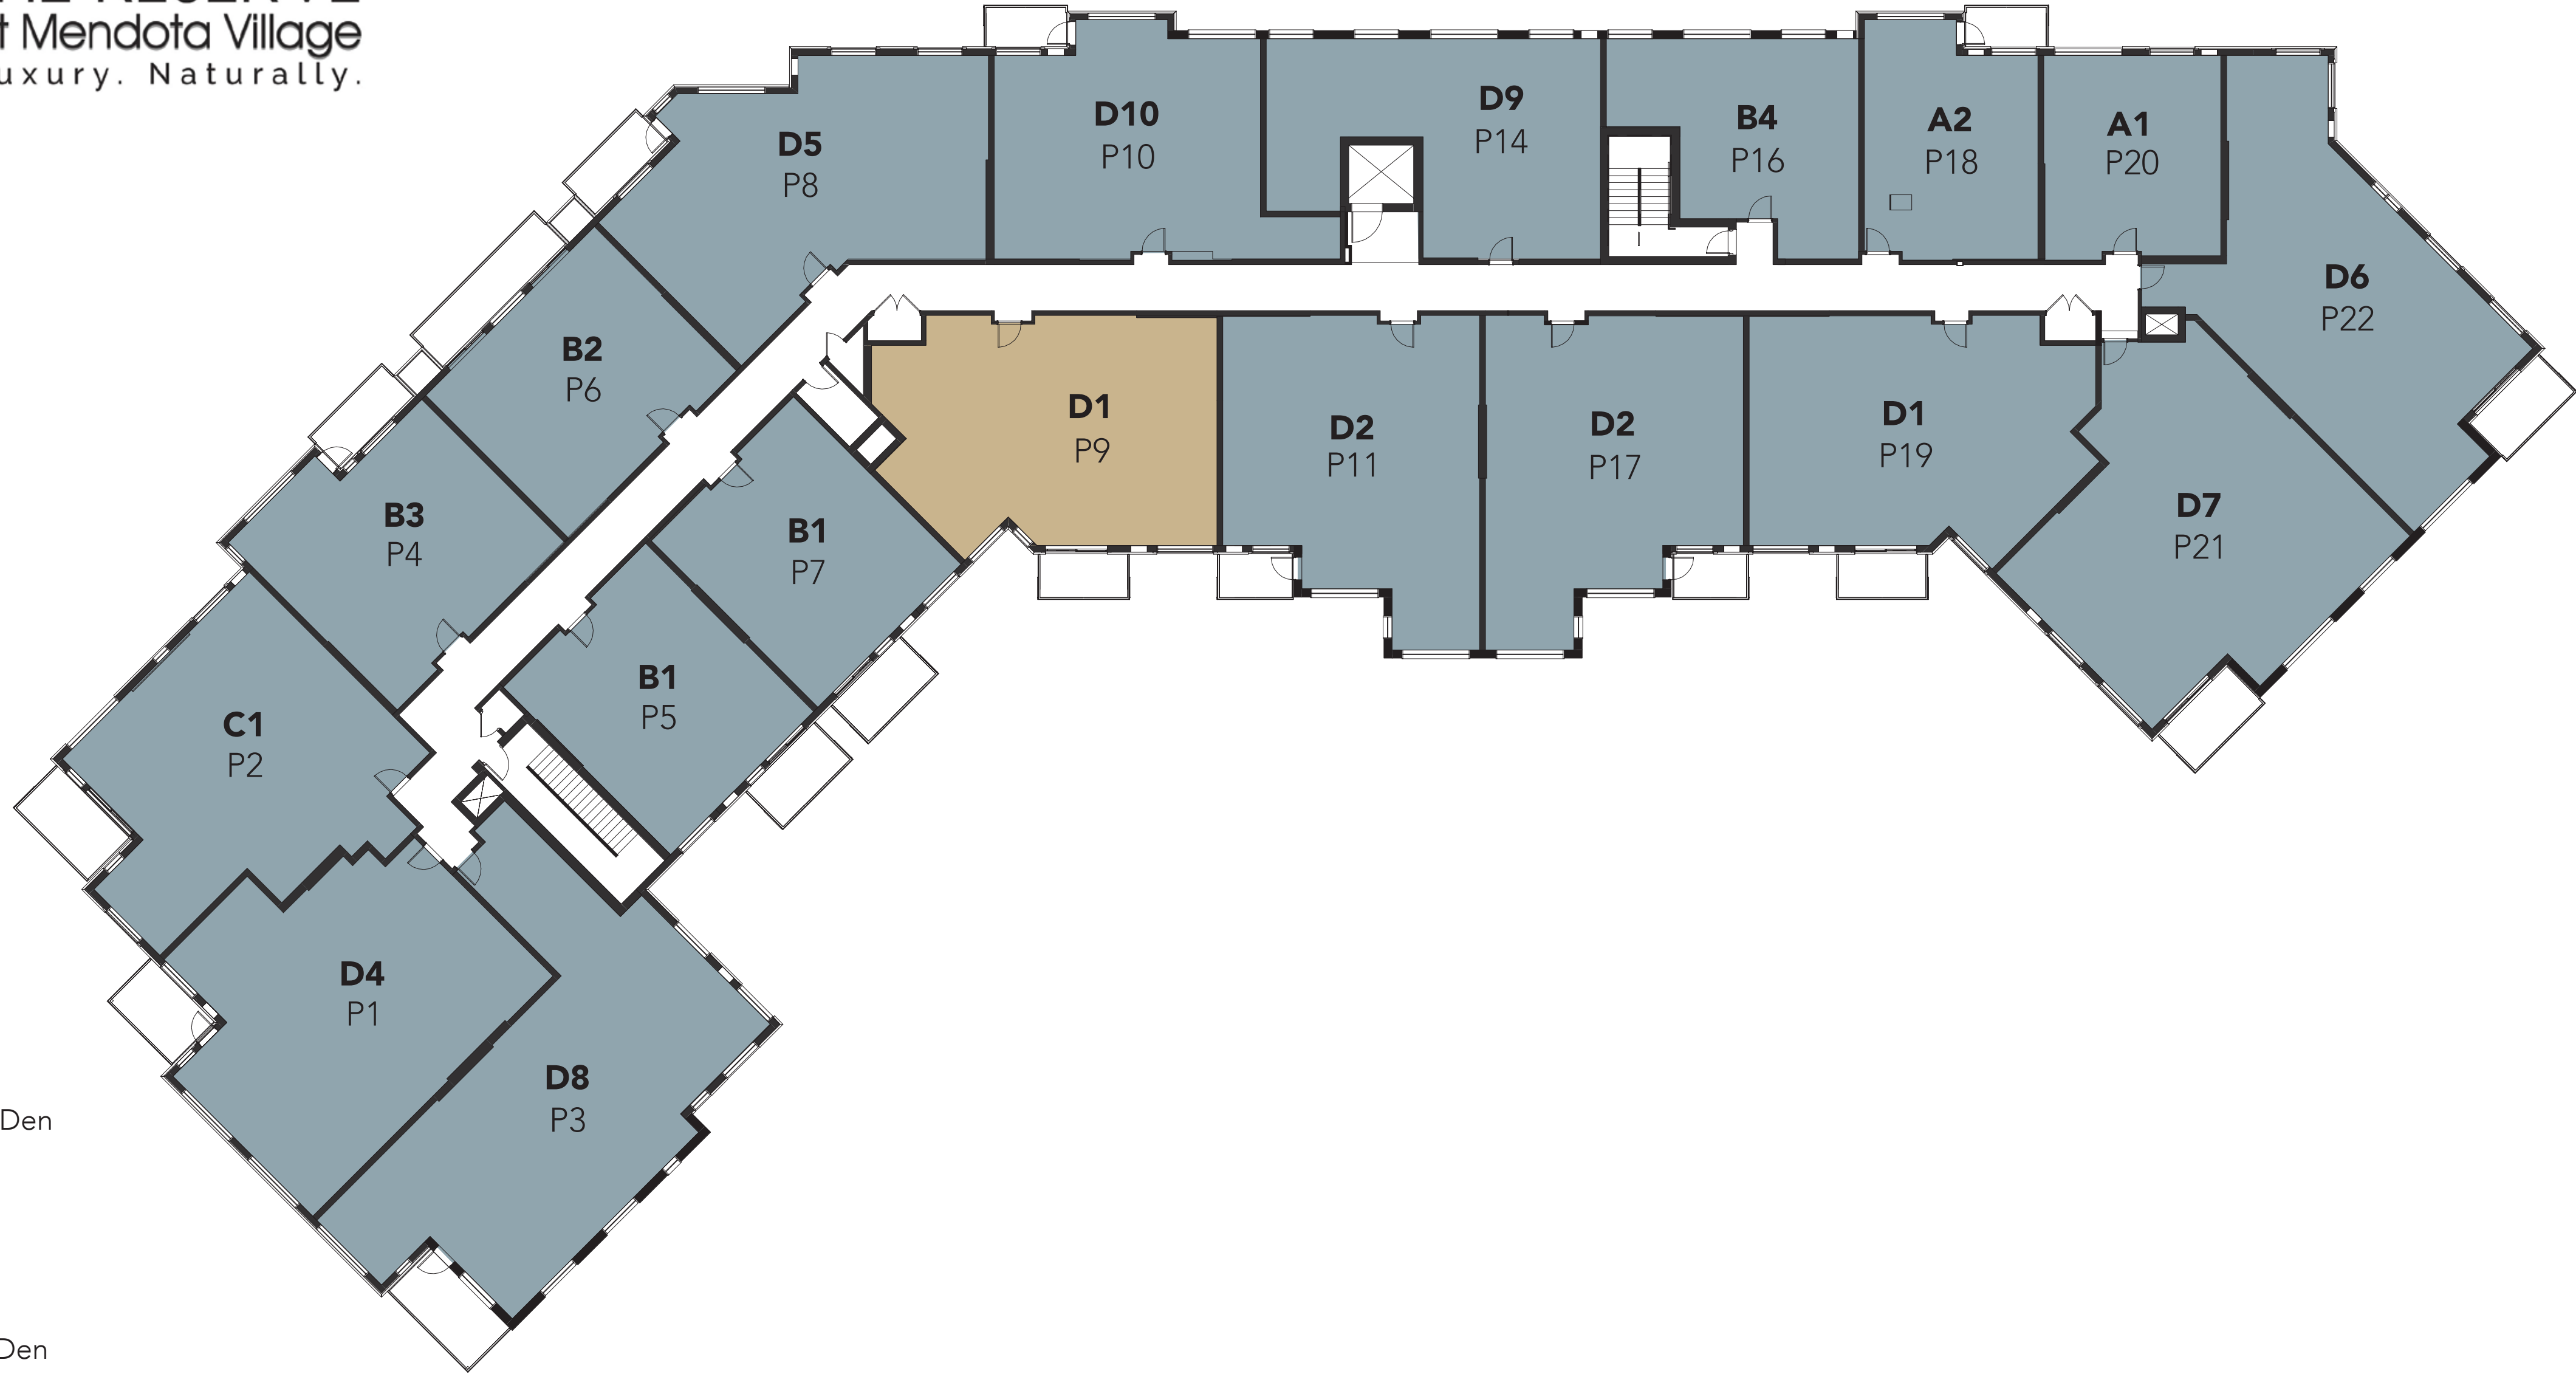 t Mendota Village
uxury. Naturally.
D5
P8
D10
P10
D9
P14
B4
P16
A2
P18
A1
P20
D6
P22
B2
P6
D1
P9
D2
P11
D2
P17
D1
P19
D7
P21
B3
P4
B1
P7
B1
P5
C1
P2
D4
P1
D8
P3
Den
Den